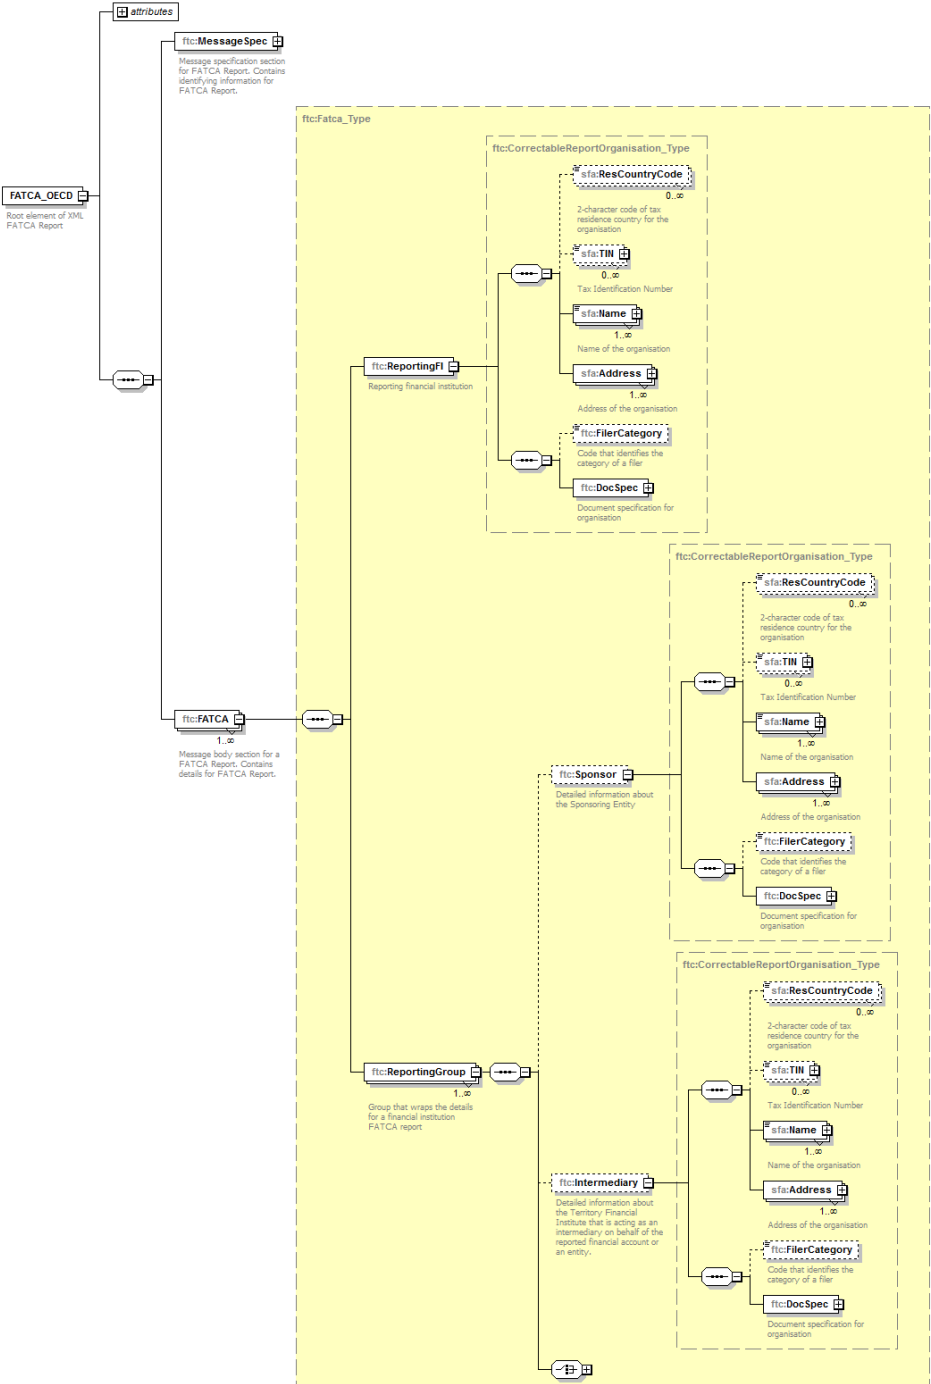 attributes
ftc:MessageSpec
Message specification section
for FATCA Report. Contains
identifying information for
FATCA Report.
FATCA_OECD
Root element of XML
FATCA Report
ftc:Fatca_Type
ftc:CorrectableReportOrganisation_Type
sfa:ResCountryCode
0..∞
2-character code of tax
residence country for the
organisation
sfa:TIN
0..∞
Tax Identification Number
sfa:Name
1..∞
Name of the organisation
ftc:ReportingFI
Reporting financial institution
sfa:Address
1..∞
Address of the organisation
ftc:FilerCategory
Code that identifies the
category of a filer
ftc:DocSpec
Document specification for
organisation
ftc:FATCA
1..∞
Message body section for a
FATCA Report. Contains
details for FATCA Report.
ftc:CorrectableReportOrganisation_Type
sfa:ResCountryCode
0..∞
2-character code of tax
residence country for the
organisation
sfa:TIN
0..∞
Tax Identification Number
sfa:Name
1..∞
Name of the organisation
ftc:Sponsor
Detailed information about
the Sponsoring Entity
sfa:Address
1..∞
Address of the organisation
ftc:FilerCategory
Code that identifies the
category of a filer
ftc:DocSpec
Document specification for
organisation
ftc:ReportingGroup
1..∞
Group that wraps the details
for a financial institution
FATCA report
ftc:CorrectableReportOrganisation_Type
sfa:ResCountryCode
0..∞
2-character code of tax
residence country for the
organisation
sfa:TIN
0..∞
Tax Identification Number
sfa:Name
1..∞
Name of the organisation
ftc:Intermediary
Detailed information about
the Territory Financial
Institute that is acting as an
intermediary on behalf of the
reported financial account or
an entity.
sfa:Address
1..∞
Address of the organisation
ftc:FilerCategory
Code that identifies the
category of a filer
ftc:DocSpec
Document specification for
organisation